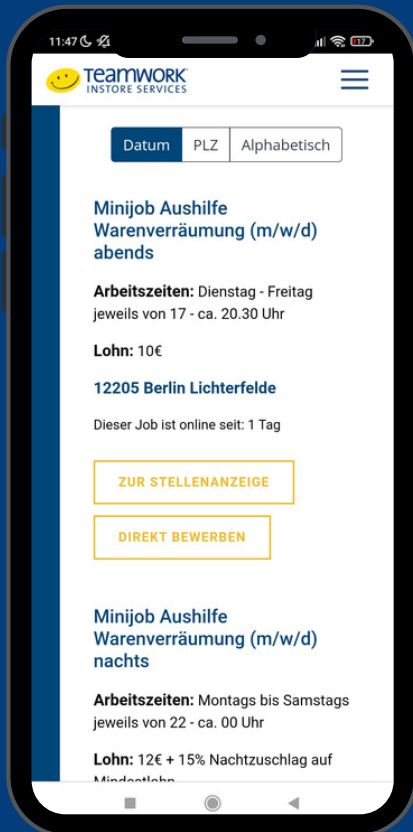 11:47
17
TEAMWORK
INSTORE SERVICES
Datum PLZ Alphabetisch
Minijob Aushilfe
Warenverräumung (m/w/d)
abends
Arbeitszeiten: Dienstag - Freitag
jeweils von 17 - ca. 20.30 Uhr
Lohn: 10€
12205 Berlin Lichterfelde
Dieser Job ist online seit: 1 Tag
ZUR STELLENANZEIGE
DIREKT BEWERBEN
Minijob Aushilfe
Warenverräumung (m/w/d)
nachts
Arbeitszeiten: Montags bis Samstags
jeweils von 22 - ca. 00 Uhr
Lohn: 12€ + 15% Nachtzuschlag auf
Mindestlohn